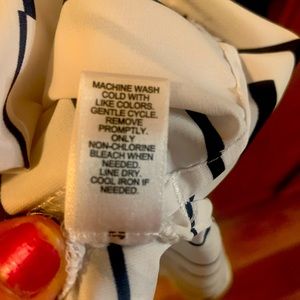 MACHINE WASH
COLD WITH
LIKE COLORS.
GENTLE CYCLE.
REMOVE
PROMPTLY.
ONLY
NON-CHLORINE
BLEACH WHEN
NEEDED.
LINE DRY.
COOL IRON IF
NEEDED.